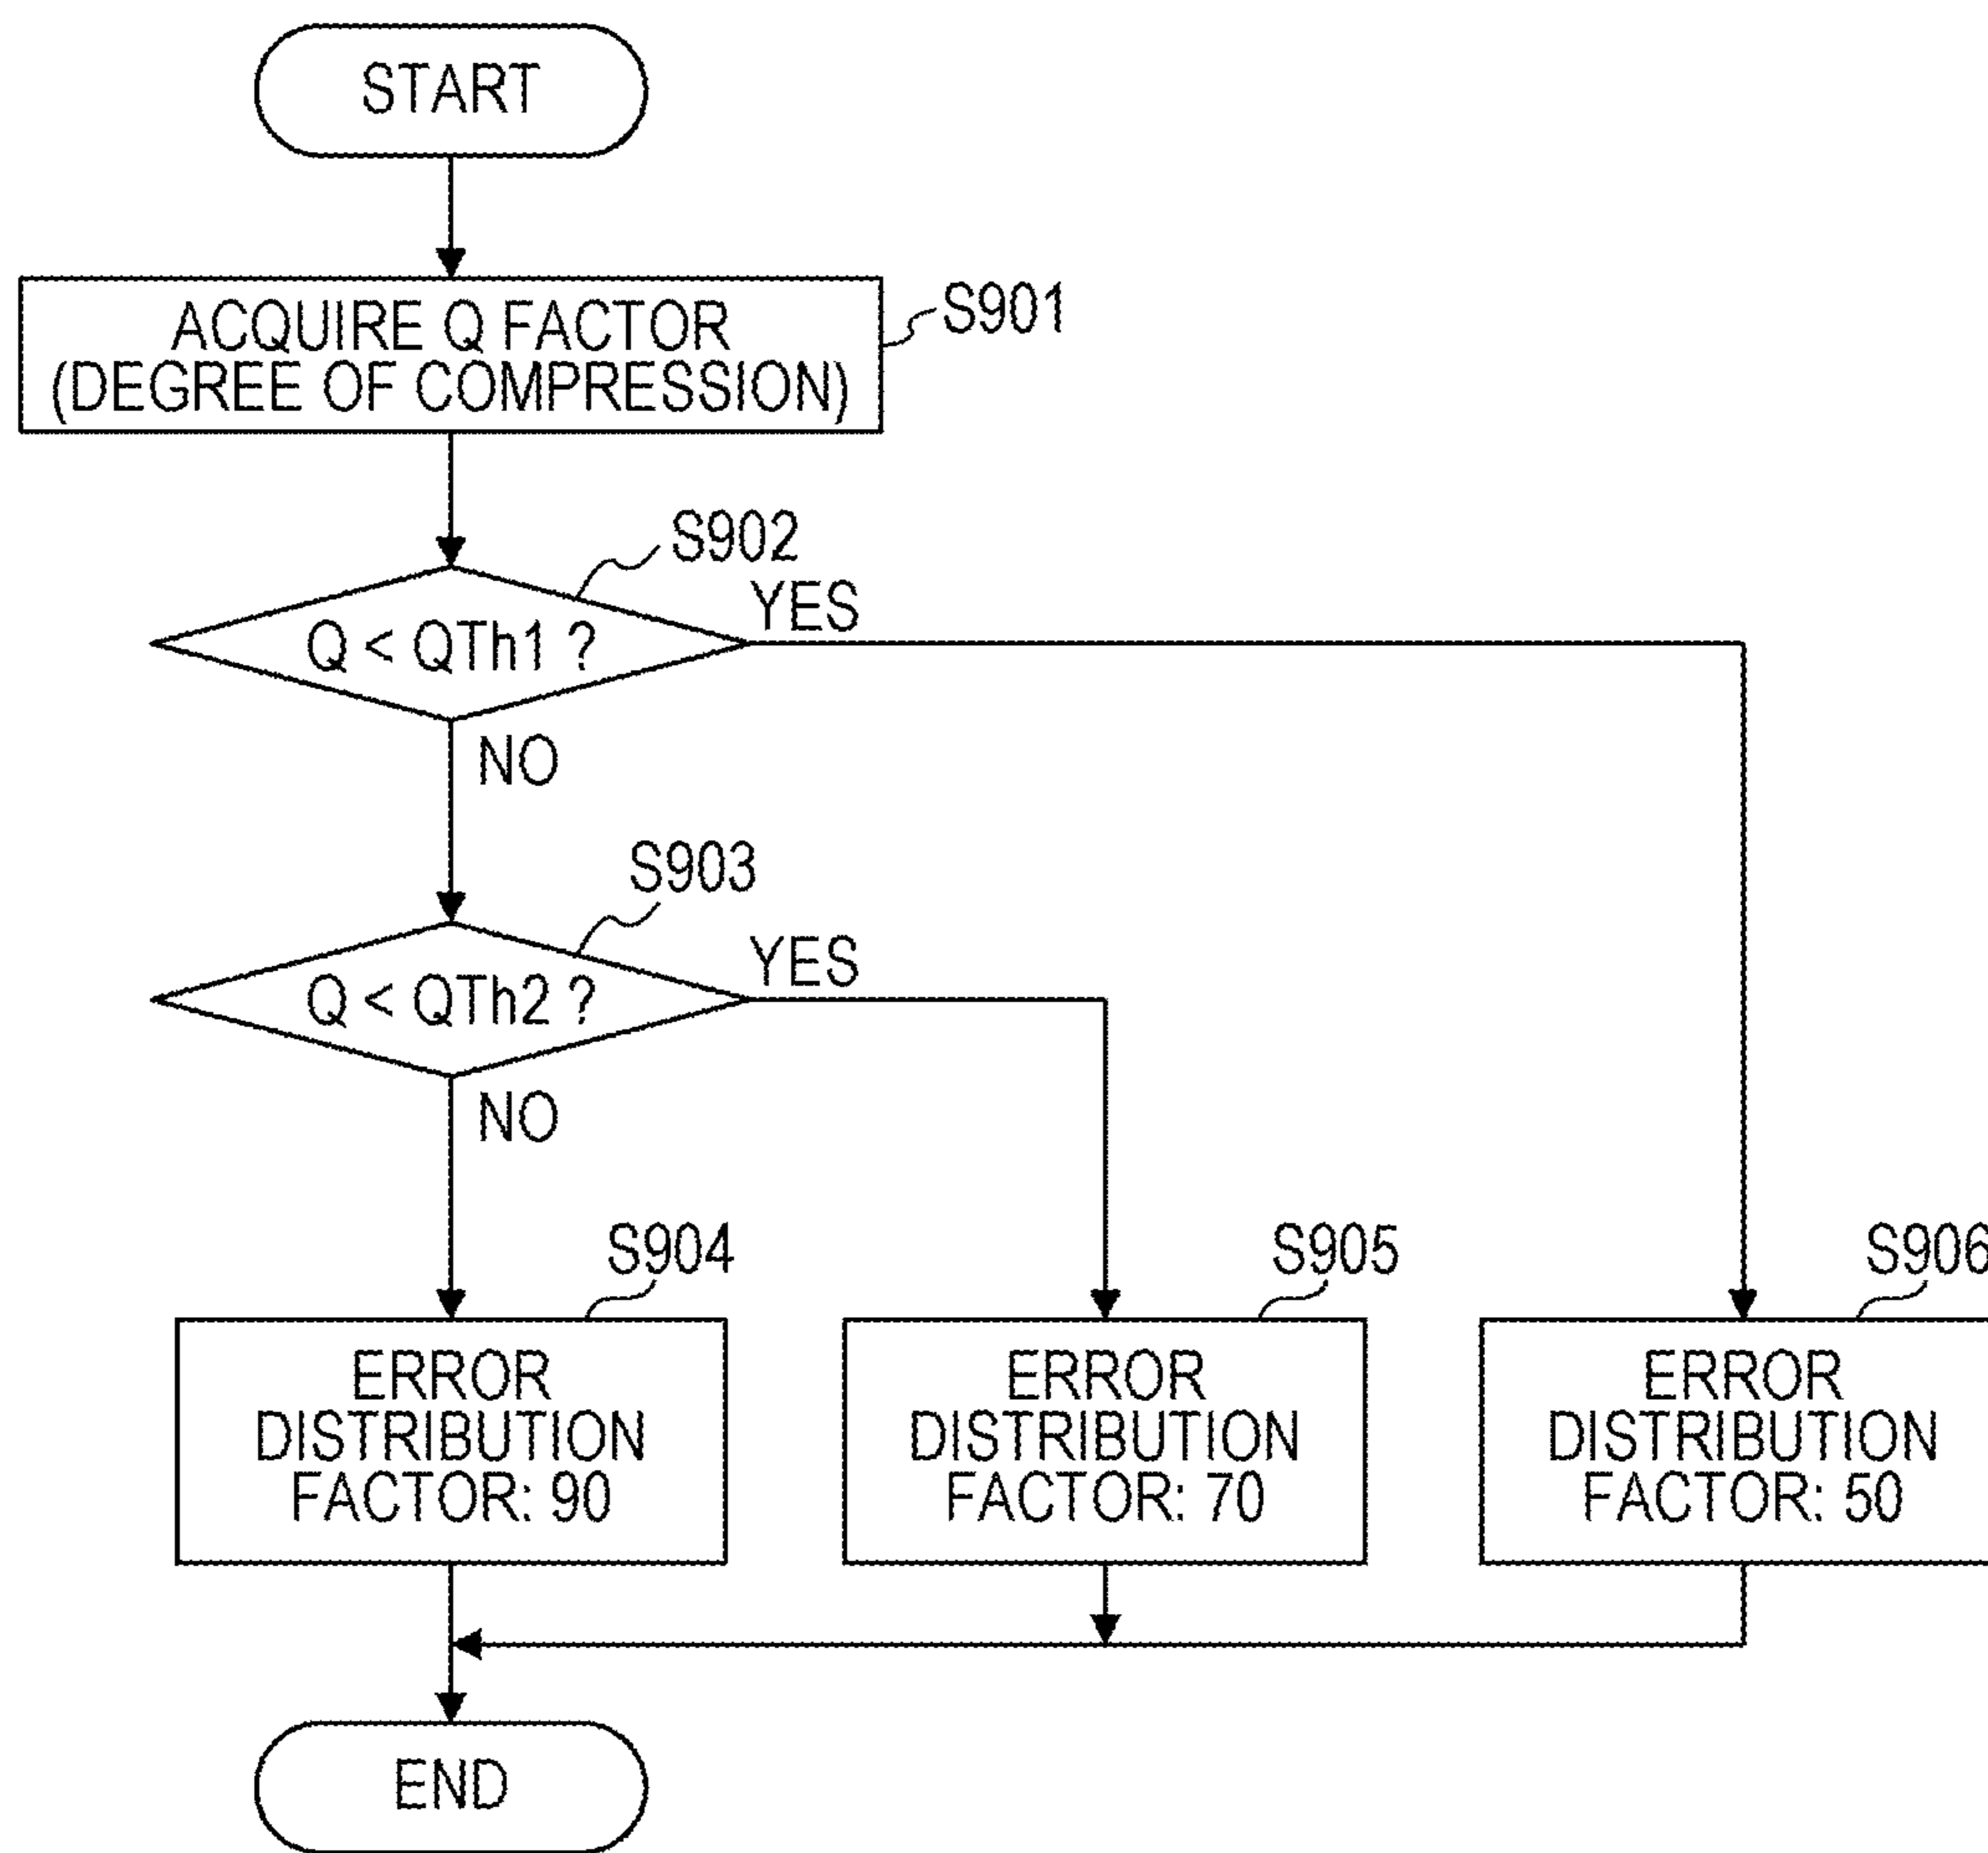 START
ACQUIRE Q FACTOR
(DEGREE OF COMPRESSION)
S901
S902
Q < QTh1 ?
YES
NO
S903
Q < QTh2 ?
YES
NO
S904
ERROR
DISTRIBUTION
FACTOR: 90
S905
ERROR
DISTRIBUTION
FACTOR: 70
S906
ERROR
DISTRIBUTION
FACTOR: 50
END